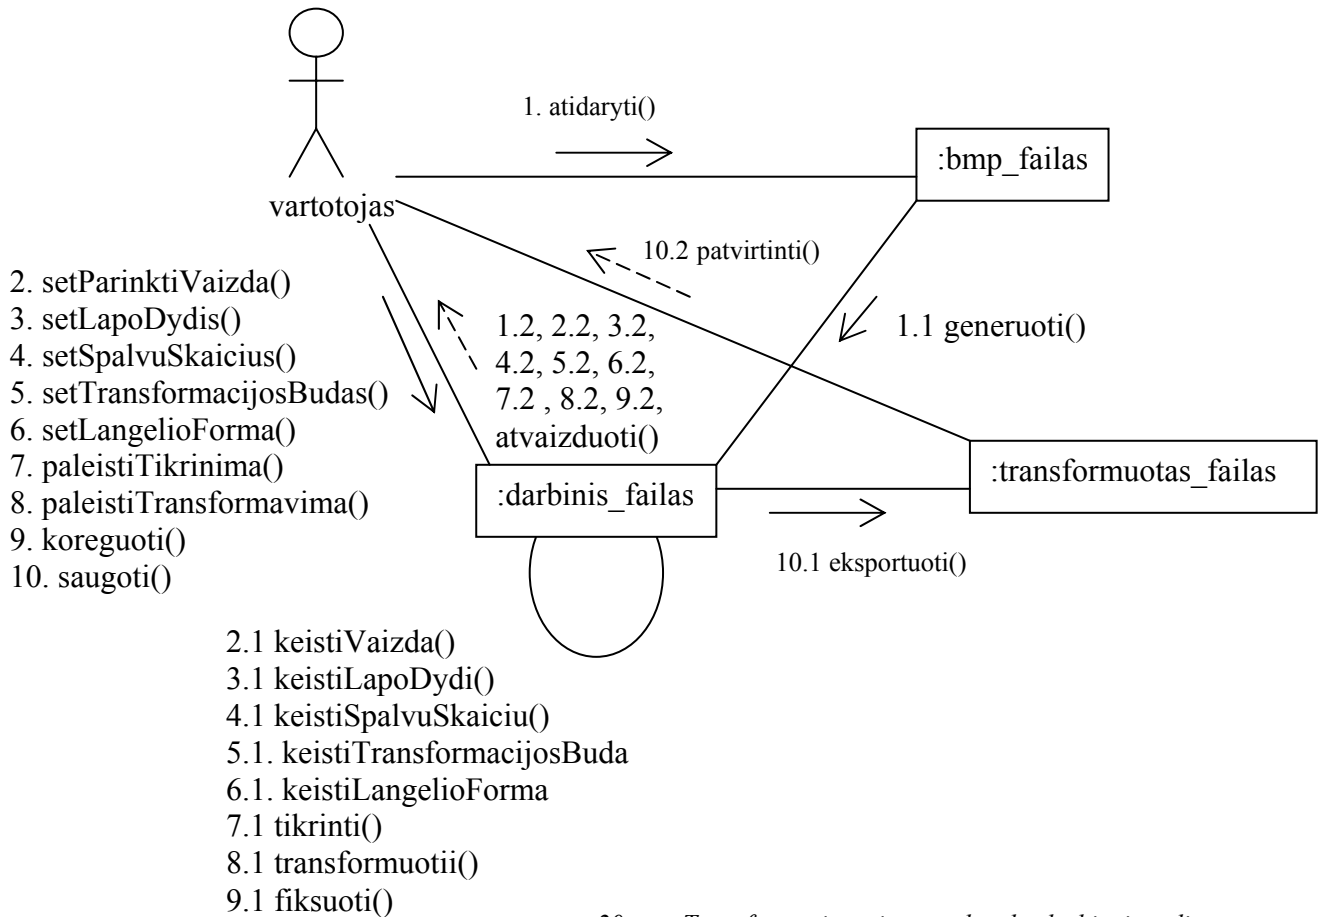 1. atidaryti()
:bmp_failas
vartotojas
10.2 patvirtinti()
2. setParinktiVaizda()
3. setLapoDydis()
4. setSpalvuSkaicius()
5. setTransformacijosBudas()
6. setLangelioForma()
7. paleistiTikrinima()
8. paleistiTransformavima()
9. koreguoti()
10. saugoti()
1.2, 2.2, 3.2,
4.2, 5.2, 6.2,
7.2 , 8.2, 9.2,
atvaizduoti()
1.1 generuoti()
:darbinis_failas
:transformuotas_failas
10.1 eksportuoti()
2.1 keistiVaizda()
3.1 keistiLapoDydi()
4.1 keistiSpalvuSkaiciu()
5.1. keistiTransformacijosBuda
6.1. keistiLangelioForma
7.1 tikrinti()
8.1 transformuotii()
9.1 fiksuoti()